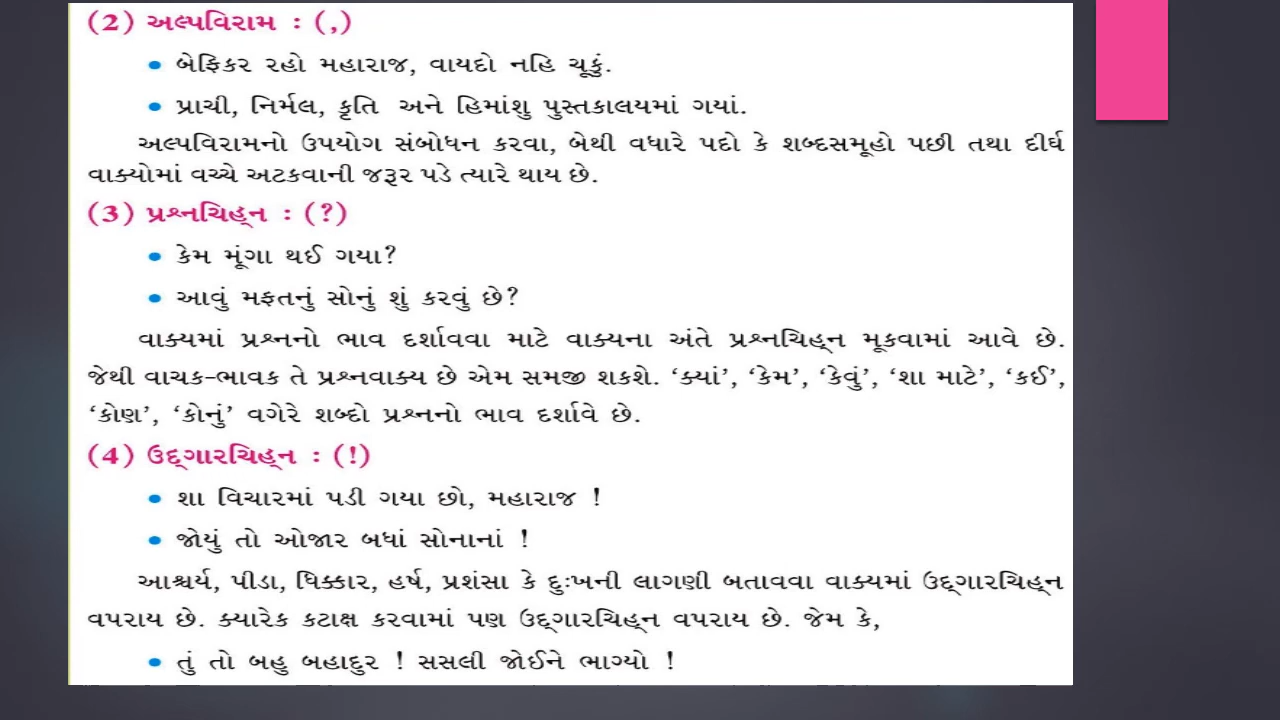 (2) અલ્પવિરામ : (,)
• બેફિકર રહો મહારાજ, વાયદો નહિ ચૂકું.
• પ્રાચી, નિર્મલ, કૃતિ અને હિમાંશુ પુસ્તકાલયમાં ગયાં.
અલ્પવિરામનો ઉપયોગ સંબોધન કરવા, બેથી વધારે પદો કે શબ્દસમૂહો પછી તથા દીર્ઘ
વાક્યોમાં વચ્ચે અટકવાની જરૂર પડે ત્યારે થાય છે.
(3) પ્રશ્નચિહ્ન : (?)
• કેમ મૂંગા થઈ ગયા?
• આવું મફતનું સોનું શું કરવું છે?
વાક્યમાં પ્રશ્નનો ભાવ દર્શાવવા માટે વાક્યના અંતે પ્રશ્નચિહ્ન મૂકવામાં આવે છે.
જેથી વાચક-ભાવક તે પ્રશ્નવાક્ય છે એમ સમજી શકશે. ‘ક્યાં’, ‘કેમ’, ‘કેવું’, ‘શા માટે’, ‘કઈ’,
‘કોણ’, ‘કોનું’ વગેરે શબ્દો પ્રશ્નનો ભાવ દર્શાવે છે.
(4) ઉદ્‌ગારચિહ્ન : (!)
• શા વિચારમાં પડી ગયા છો, મહારાજ !
• જોયું તો ઓજાર બધાં સોનાનાં !
આશ્ચર્ય, પીડા, ધિક્કાર, હર્ષ, પ્રશંસા કે દુઃખની લાગણી બતાવવા વાક્યમાં ઉદ્‌ગારચિહ્ન
વપરાય છે. ક્યારેક કટાક્ષ કરવામાં પણ ઉદ્‌ગારચિહ્ન વપરાય છે. જેમ કે,
• તું તો બહુ બહાદુર ! સસલી જોઈને ભાગ્યો !